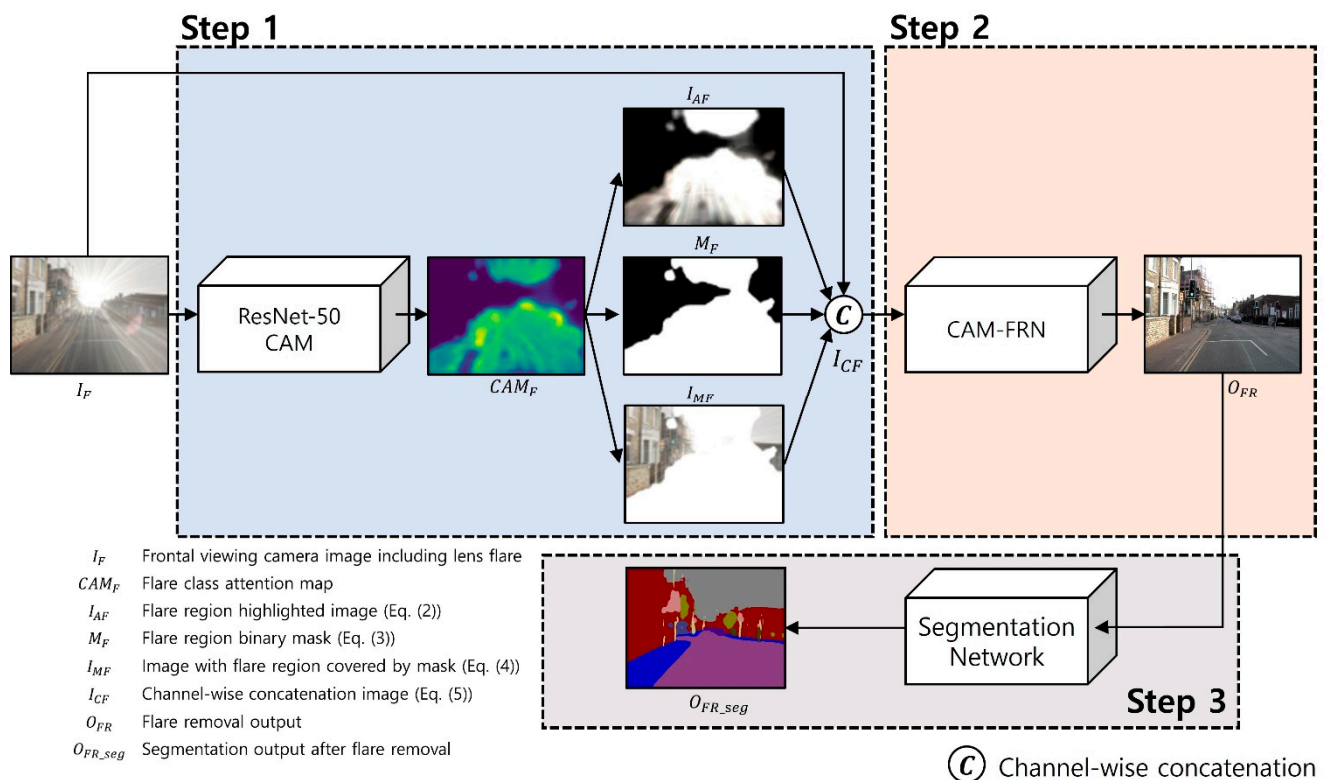 Step 1
Step 2
I_AF
M_F
ResNet-50
CAM
C
CAM-FRN
I_F
CAM_F
I_MF
I_CF
O_FR
I_F Frontal viewing camera image including lens flare
CAM_F Flare class attention map
I_AF Flare region highlighted image (Eq. (2))
M_F Flare region binary mask (Eq. (3))
I_MF Image with flare region covered by mask (Eq. (4))
I_CF Channel-wise concatenation image (Eq. (5))
O_FR Flare removal output
O_FR_seg Segmentation output after flare removal
Segmentation
Network
O_FR_seg
Step 3
C Channel-wise concatenation